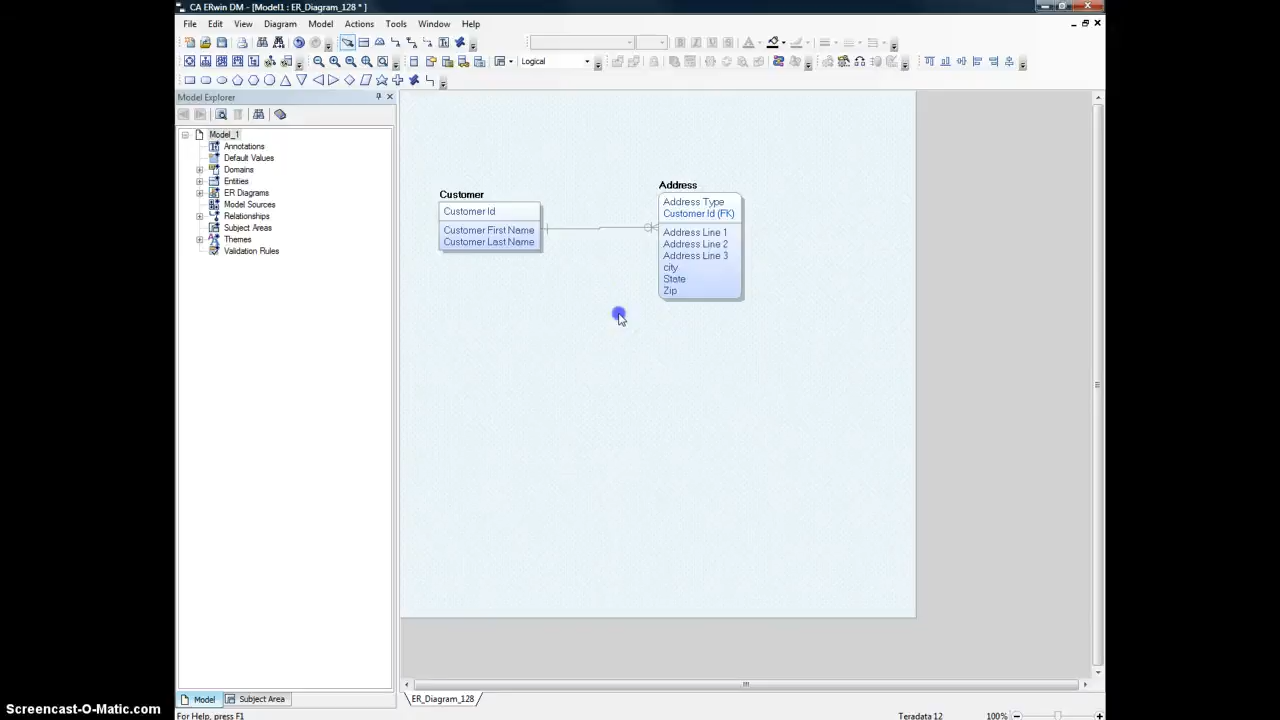 CA ERwin DM - [Model1 : ER_Diagram_128 * ]
File Edit View Diagram Model Actions Tools Window Help
Logical
Model Explorer
Model_1
Annotations
Default Values
Domains
Entities
ER Diagrams
Model Sources
Relationships
Subject Areas
Themes
Validation Rules
Customer
Customer Id
Customer First Name
Customer Last Name
Address
Address Type
Customer Id (FK)
Address Line 1
Address Line 2
Address Line 3
city
State
Zip
Model Subject Area
ER_Diagram_128
For Help, press F1
Teradata 12 100%
Screencast-O-Matic.com